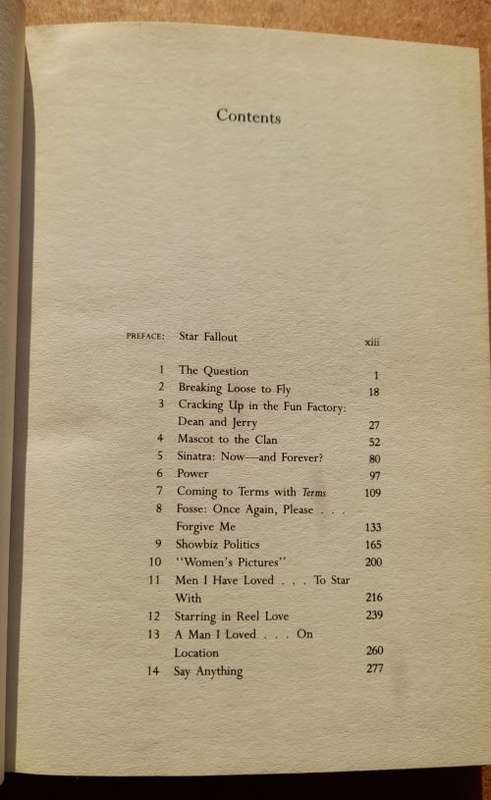 Contents
PREFACE: Star Fallout xiii
1 The Question 1
2 Breaking Loose to Fly 18
3 Cracking Up in the Fun Factory:
Dean and Jerry 27
4 Mascot to the Clan 52
5 Sinatra: Now—and Forever? 80
6 Power 97
7 Coming to Terms with Terms 109
8 Fosse: Once Again, Please . . .
Forgive Me 133
9 Showbiz Politics 165
10 "Women's Pictures" 200
11 Men I Have Loved . . . To Star
With 216
12 Starring in Reel Love 239
13 A Man I Loved . . . On
Location 260
14 Say Anything 277